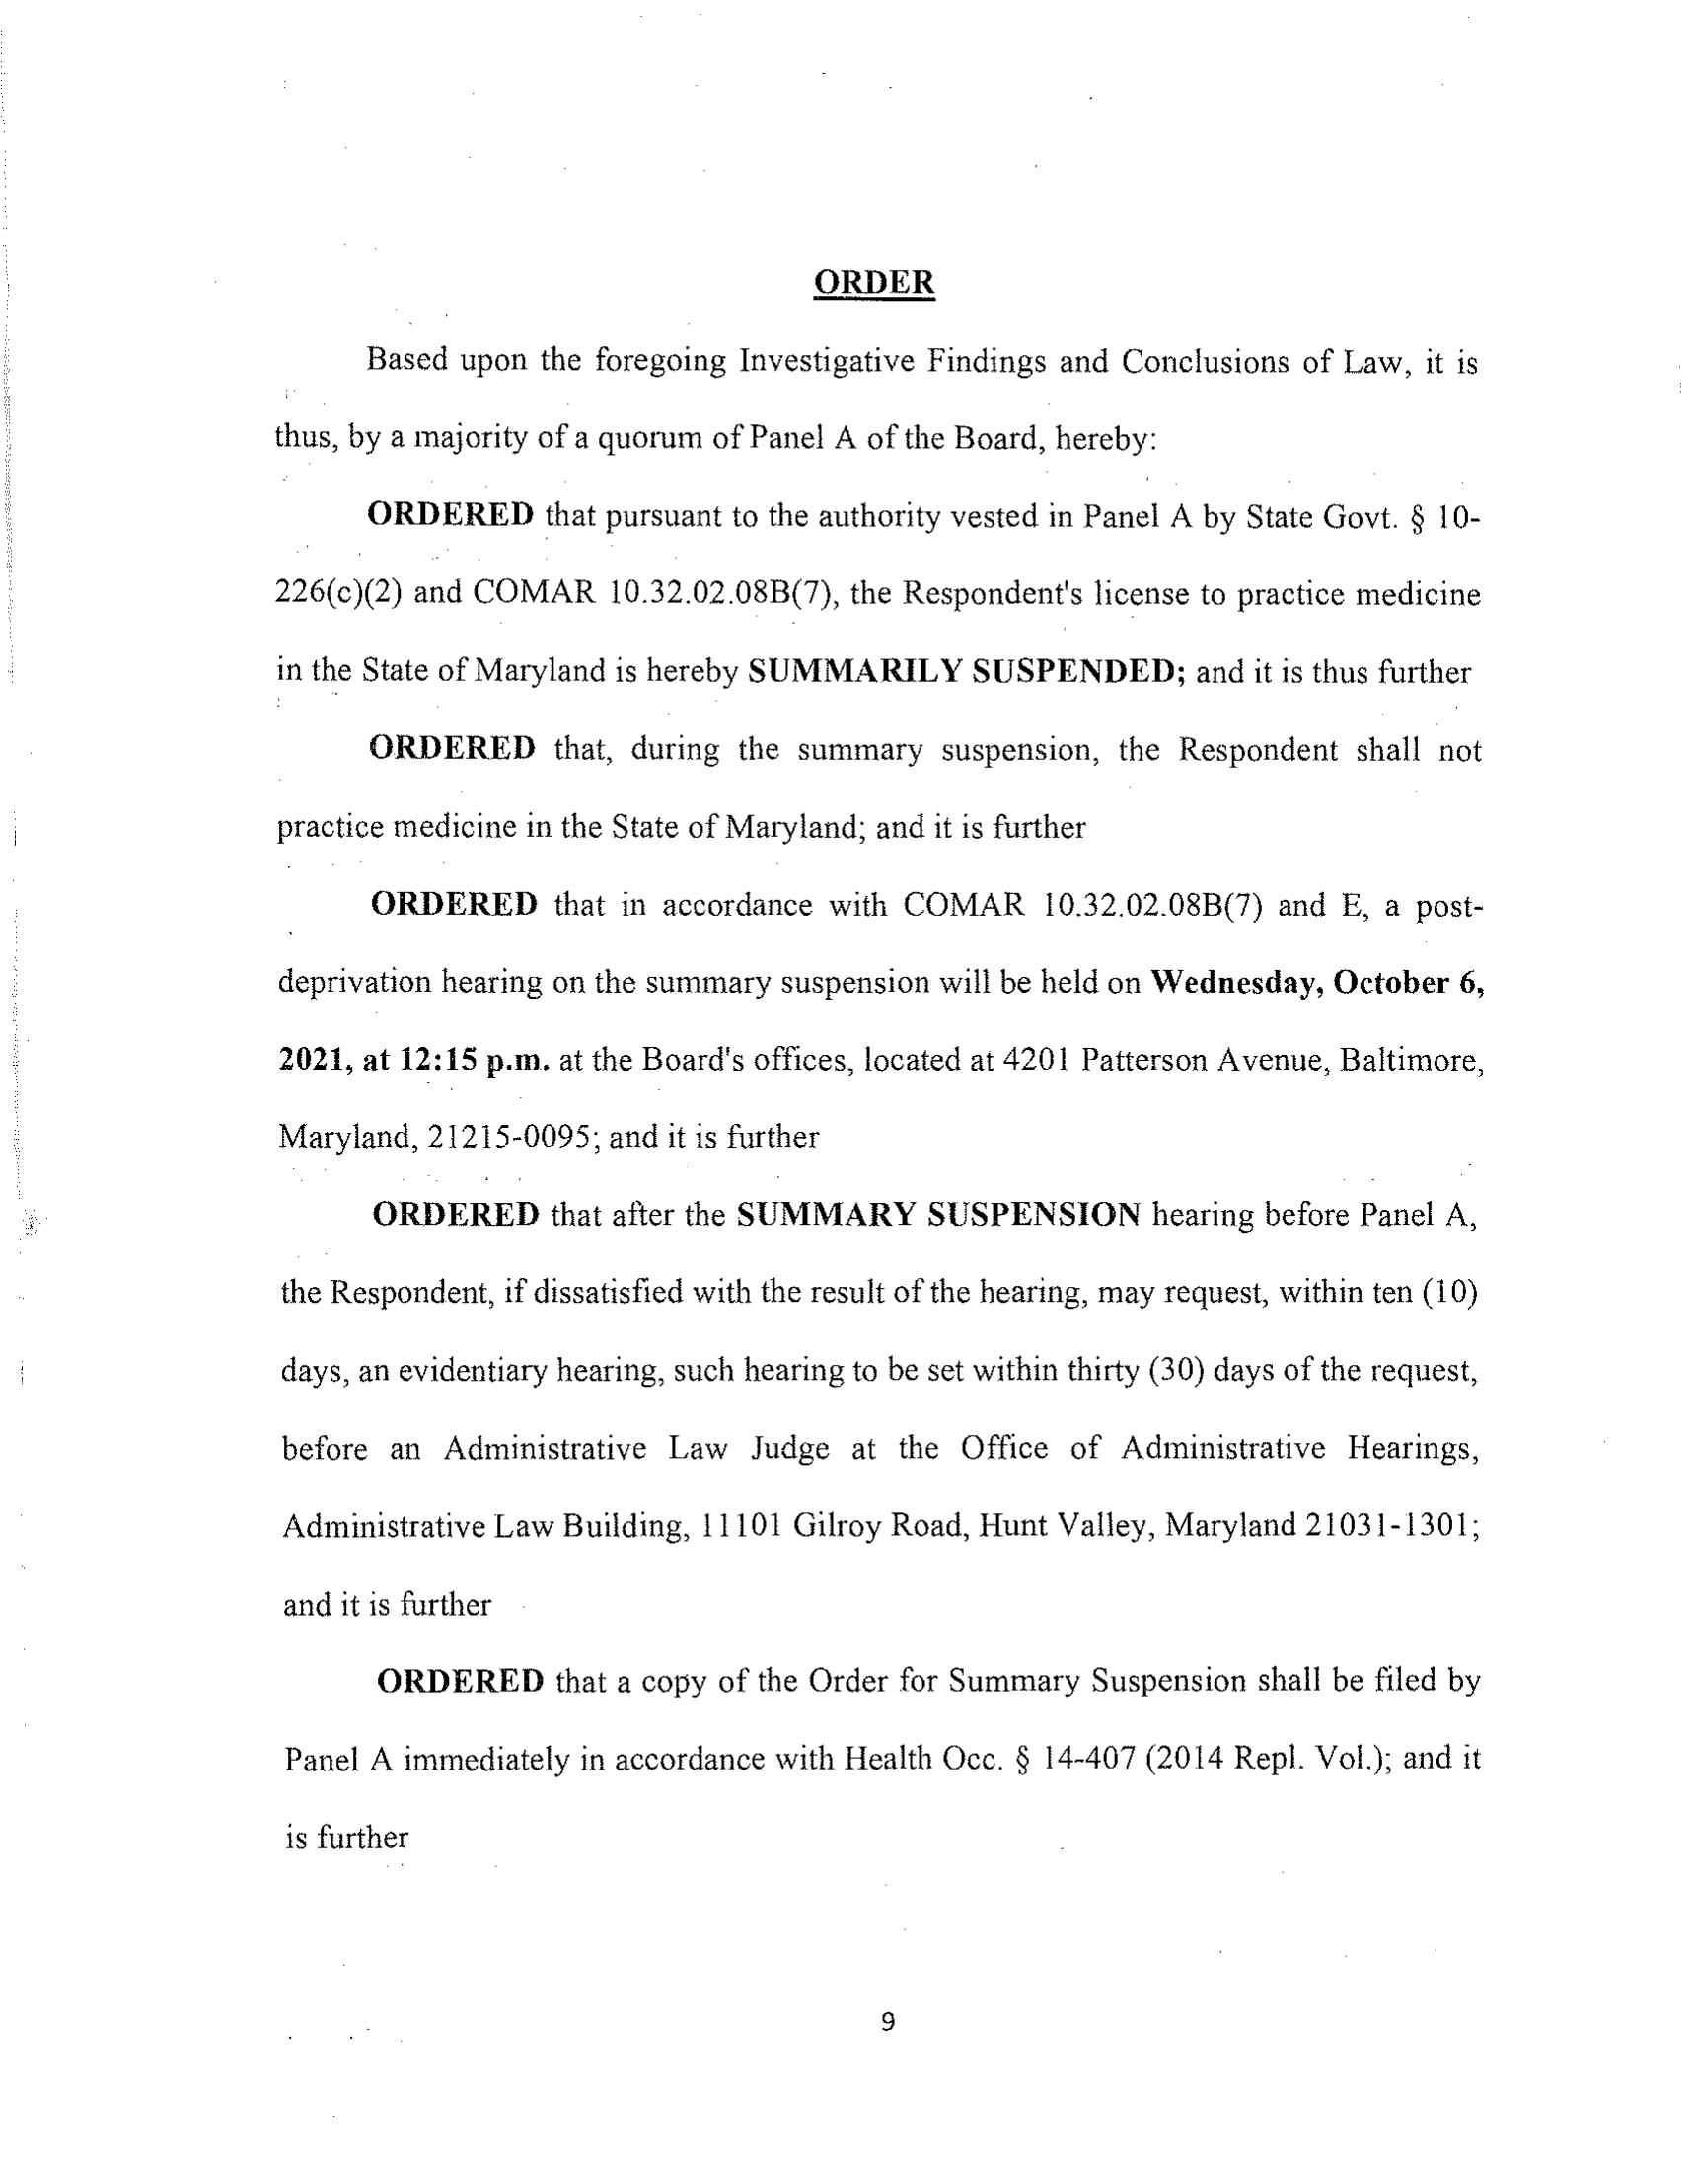 ORDER
Based upon the foregoing Investigative Findings and Conclusions of Law, it is
thus, by a majority of a quorum of Panel A of the Board, hereby:
ORDERED that pursuant to the authority vested in Panel A by State Govt. § 10-
226(c)(2) and COMAR 10.32.02.08B(7), the Respondent's license to practice medicine
in the State of Maryland is hereby SUMMARILY SUSPENDED; and it is thus further
ORDERED that, during the summary suspension, the Respondent shall not
practice medicine in the State of Maryland; and it is further
ORDERED that in accordance with COMAR 10.32.02.08B(7) and E, a post-
deprivation hearing on the summary suspension will be held on Wednesday, October 6,
2021, at 12:15 p.m. at the Board's offices, located at 4201 Patterson Avenue, Baltimore,
Maryland, 21215-0095; and it is further
ORDERED that after the SUMMARY SUSPENSION hearing before Panel A,
the Respondent, if dissatisfied with the result of the hearing, may request, within ten (10)
days, an evidentiary hearing, such hearing to be set within thirty (30) days of the request,
before an Administrative Law Judge at the Office of Administrative Hearings,
Administrative Law Building, 11101 Gilroy Road, Hunt Valley, Maryland 21031-1301;
and it is further
ORDERED that a copy of the Order for Summary Suspension shall be filed by
Panel A immediately in accordance with Health Occ. § 14-407 (2014 Repl. Vol.); and it
is further
9